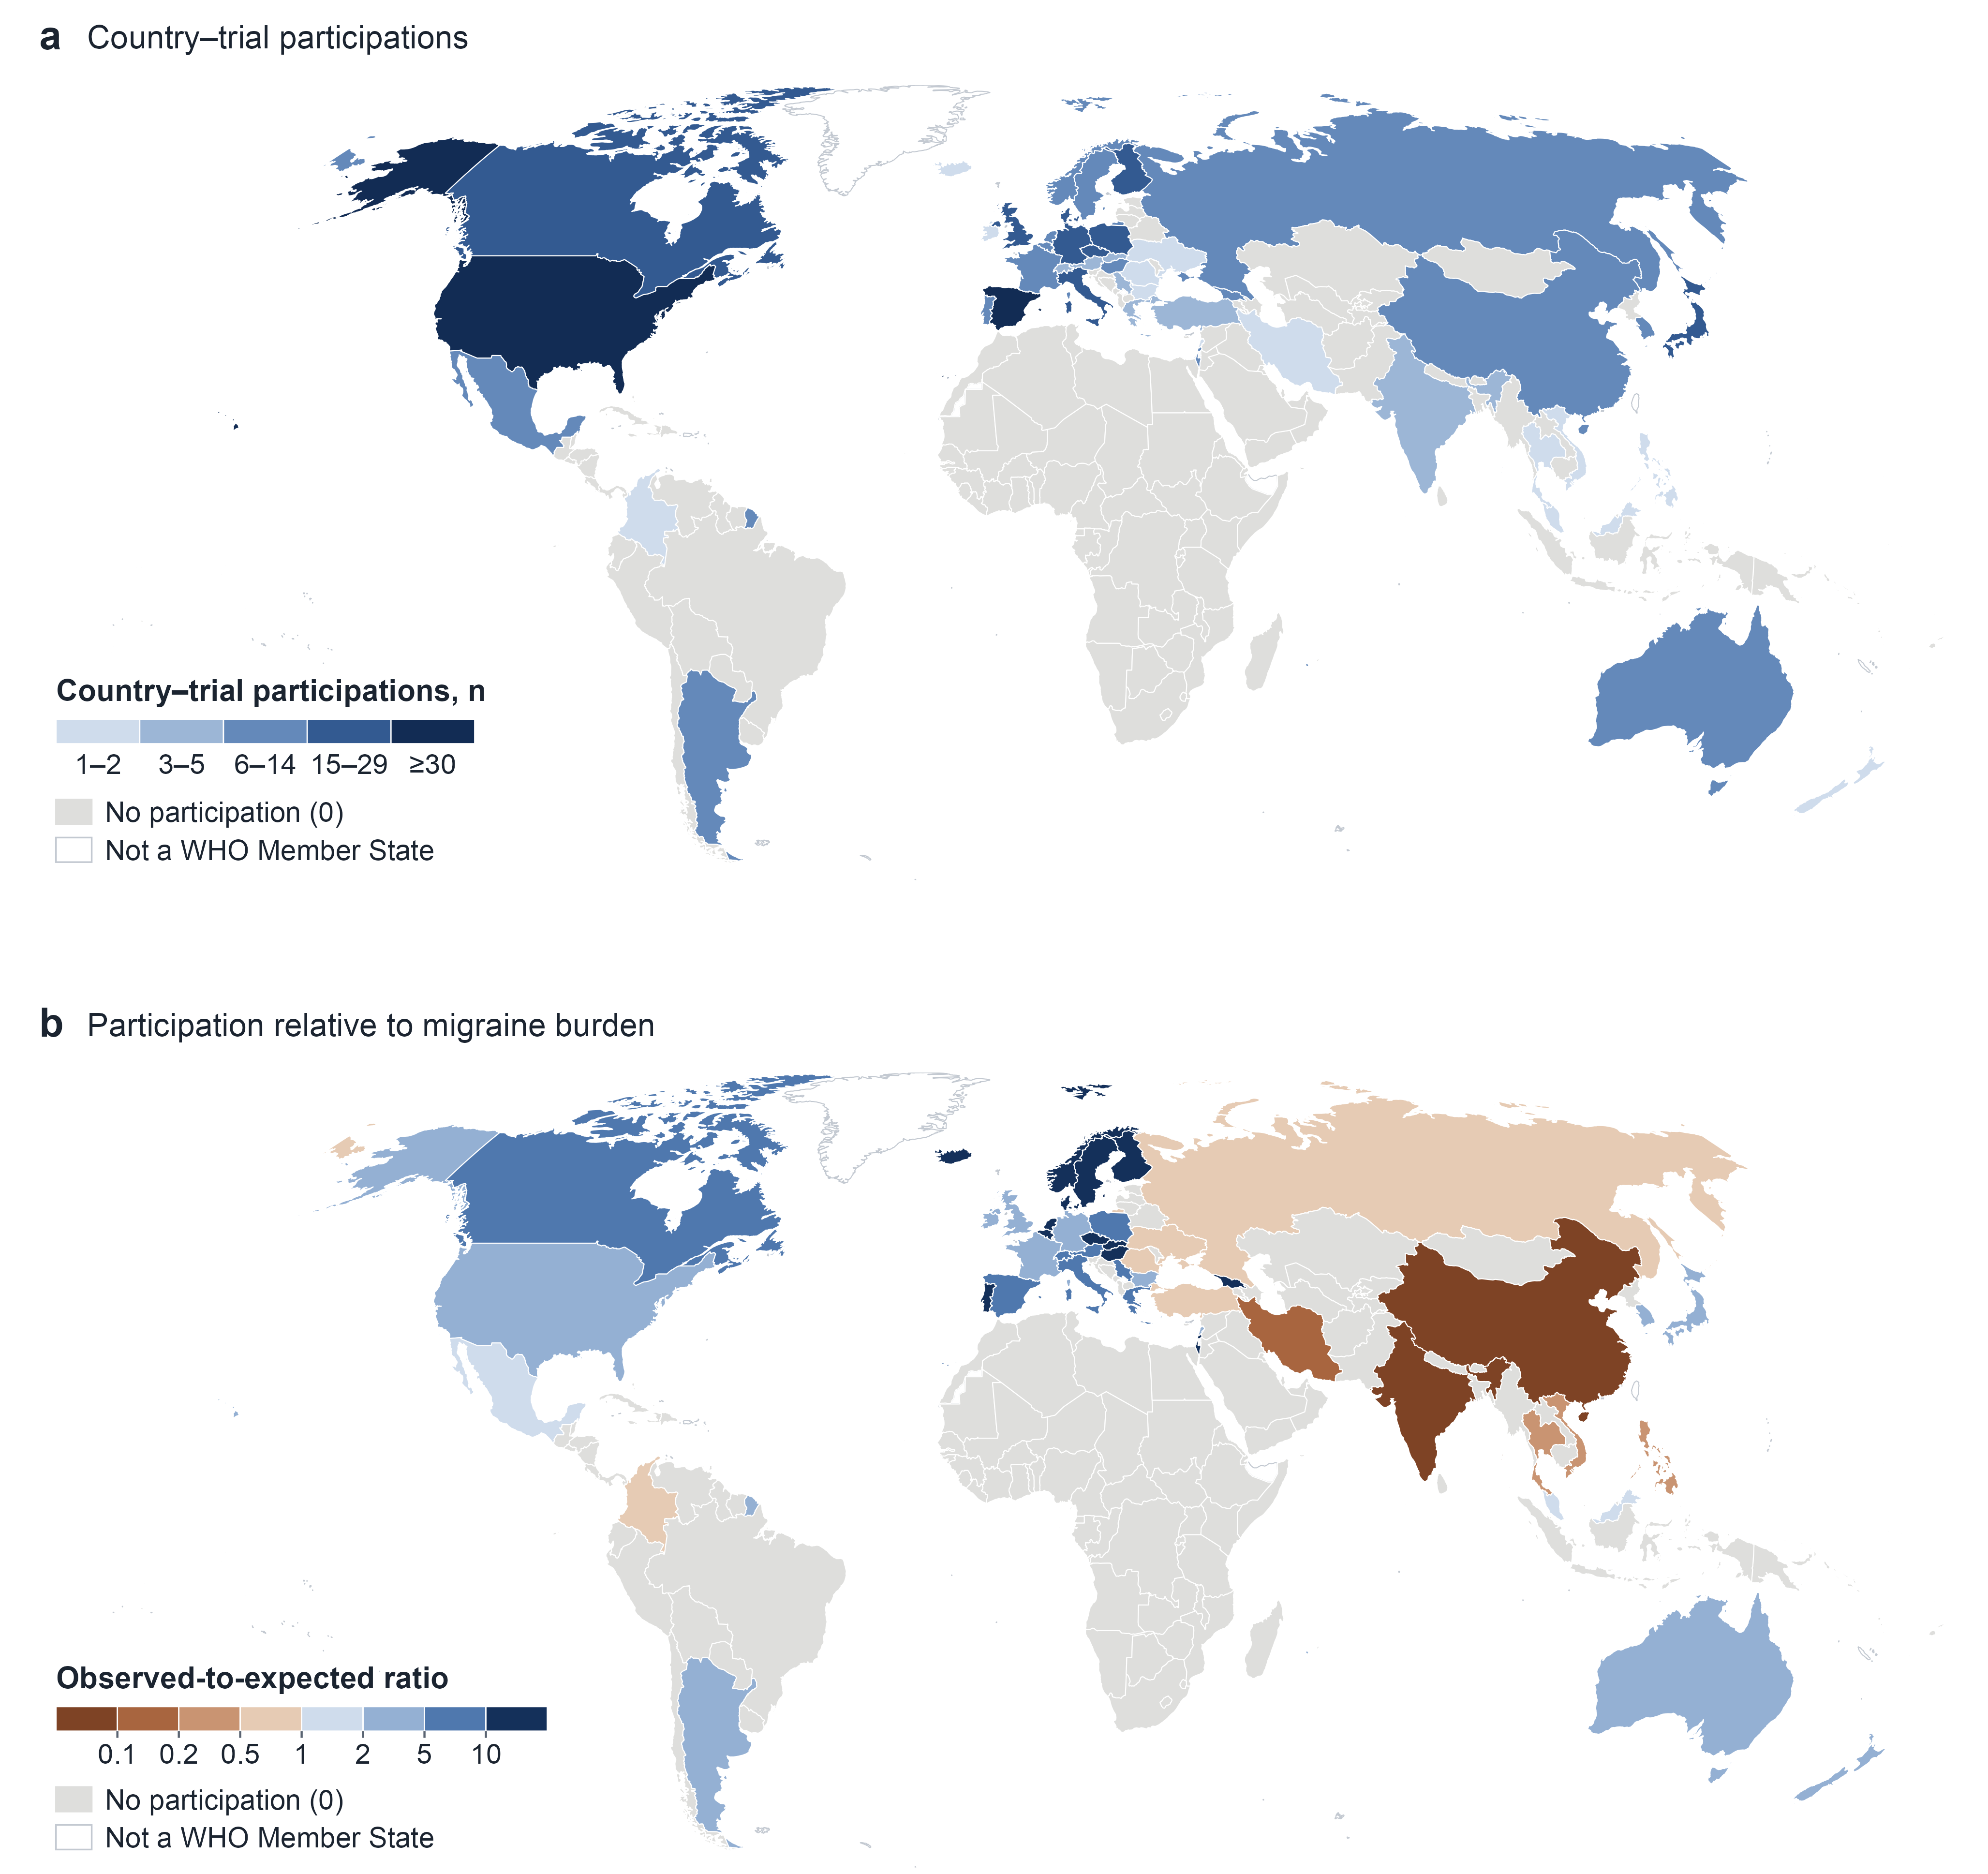 a Country–trial participations
Country–trial participations, n
1–2 3–5 6–14 15–29 ≥30
No participation (0)
Not a WHO Member State
b Participation relative to migraine burden
Observed-to-expected ratio
0.1 0.2 0.5 1 2 5 10
No participation (0)
Not a WHO Member State